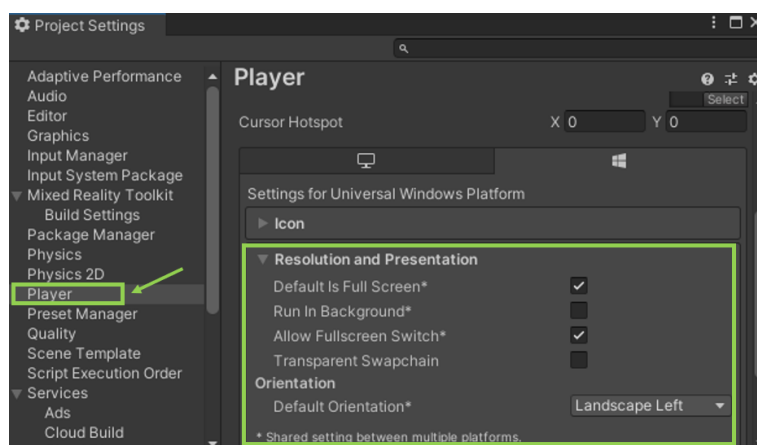 Project Settings
Adaptive Performance
Audio
Editor
Graphics
Input Manager
Input System Package
Mixed Reality Toolkit
Build Settings
Package Manager
Physics
Physics 2D
Player
Preset Manager
Quality
Scene Template
Script Execution Order
Services
Ads
Cloud Build
Player
Select
Cursor Hotspot X 0 Y 0
Settings for Universal Windows Platform
Icon
Resolution and Presentation
Default Is Full Screen*
Run In Background*
Allow Fullscreen Switch*
Transparent Swapchain
Orientation
Default Orientation* Landscape Left
* Shared setting between multiple platforms.